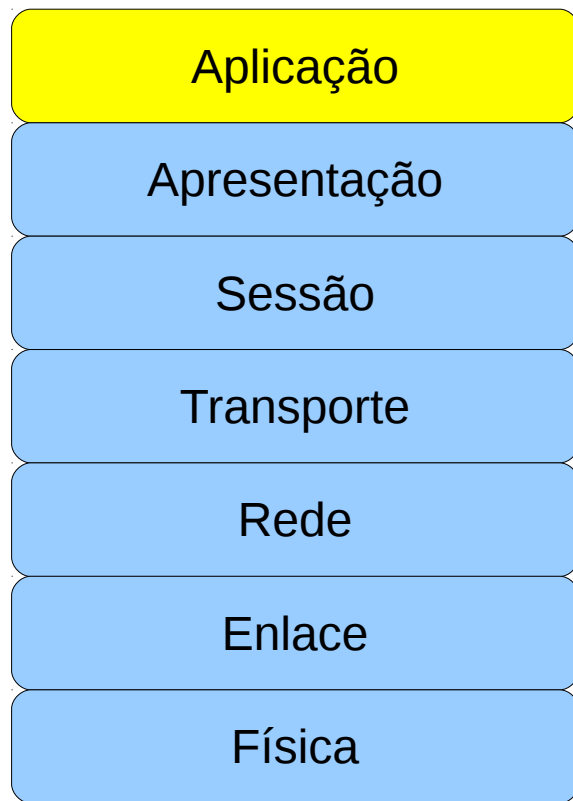 Aplicação
Apresentação
Sessão
Transporte
Rede
Enlace
Física